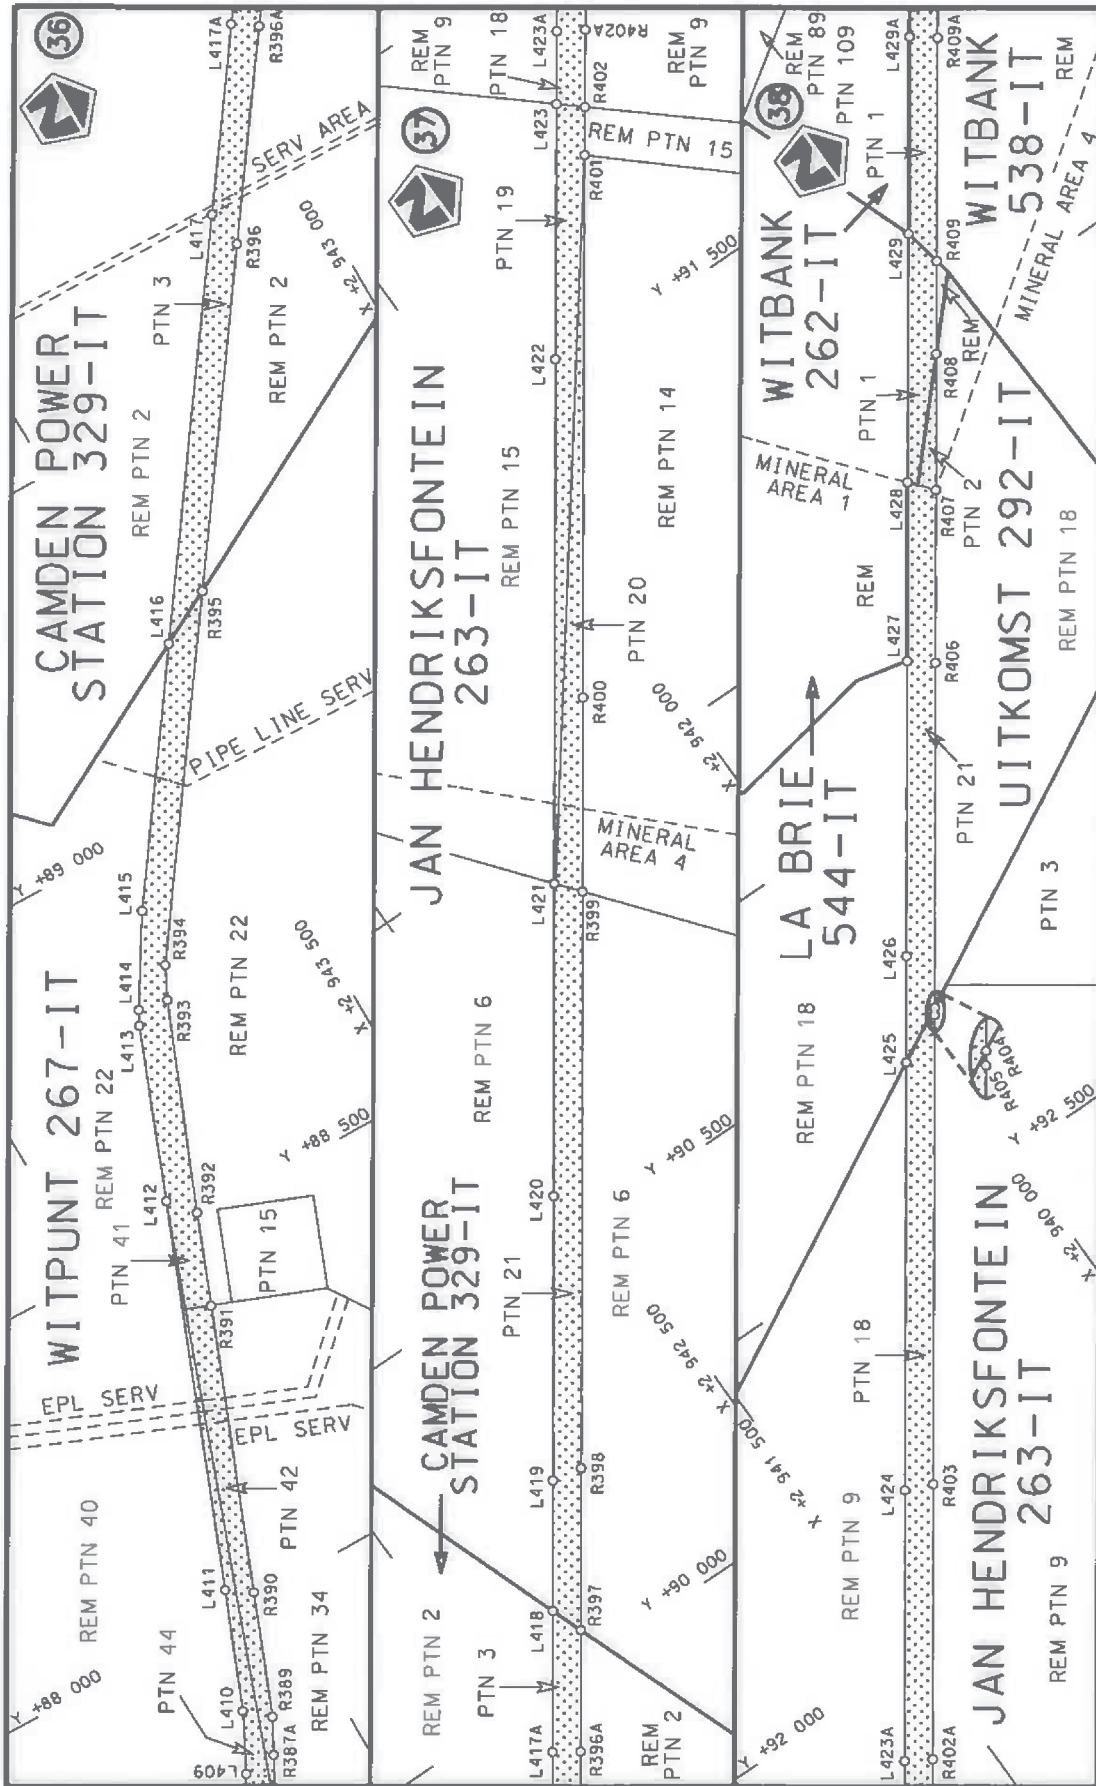 36
N
CAMDEN POWER
STATION 329-IT
SERV AREA
L417A
R396A
L417
R396
PTN 3
REM PTN 2
REM PTN 2
X +2 943 000
L416
R395
PIPE LINE SERV
Y +89 000
L415
R394
L414
L413
R393
REM PTN 22
X +2 943 500
WITPUNT 267-IT
REM PTN 22
PTN 41
L412
R392
PTN 15
Y +88 500
R391
EPL SERV
EPL SERV
PTN 42
REM PTN 40
L411
R390
REM PTN 34
PTN 44
Y +88 000
L410
R389
L409
R387A
37
N
REM
PTN 9
PTN 18
L423A
R402A
L423
R402
REM
PTN 9
REM PTN 15
R401
PTN 19
Y +91 500
L422
JAN HENDRIKSFONTEIN
263-IT
REM PTN 15
REM PTN 14
PTN 20
R400
X +2 942 000
MINERAL
AREA 4
L421
R399
REM PTN 6
L420
Y +90 500
PTN 21
REM PTN 6
CAMDEN POWER
STATION 329-IT
X +2 942 500
L419
R398
L418
R397
Y +90 000
REM PTN 2
PTN 3
L417A
R396A
REM
PTN 2
38
N
REM
PTN 89
PTN 109
PTN 1
L429A
R409A
WITBANK
538-IT
REM
MINERAL AREA 4
WITBANK
262-IT
L429
R409
REM
R408
PTN 1
MINERAL
AREA 1
L428
R407
PTN 2
UITKOMST 292-IT
REM PTN 18
REM
L427
R406
PTN 21
LA BRIE
544-IT
L426
PTN 3
REM PTN 18
L425
R405
R404
Y +92 500
X +2 940 000
JAN HENDRIKSFONTEIN
263-IT
PTN 18
X +2 941 500
L424
R403
REM PTN 9
REM PTN 9
Y +92 000
L423A
R402A